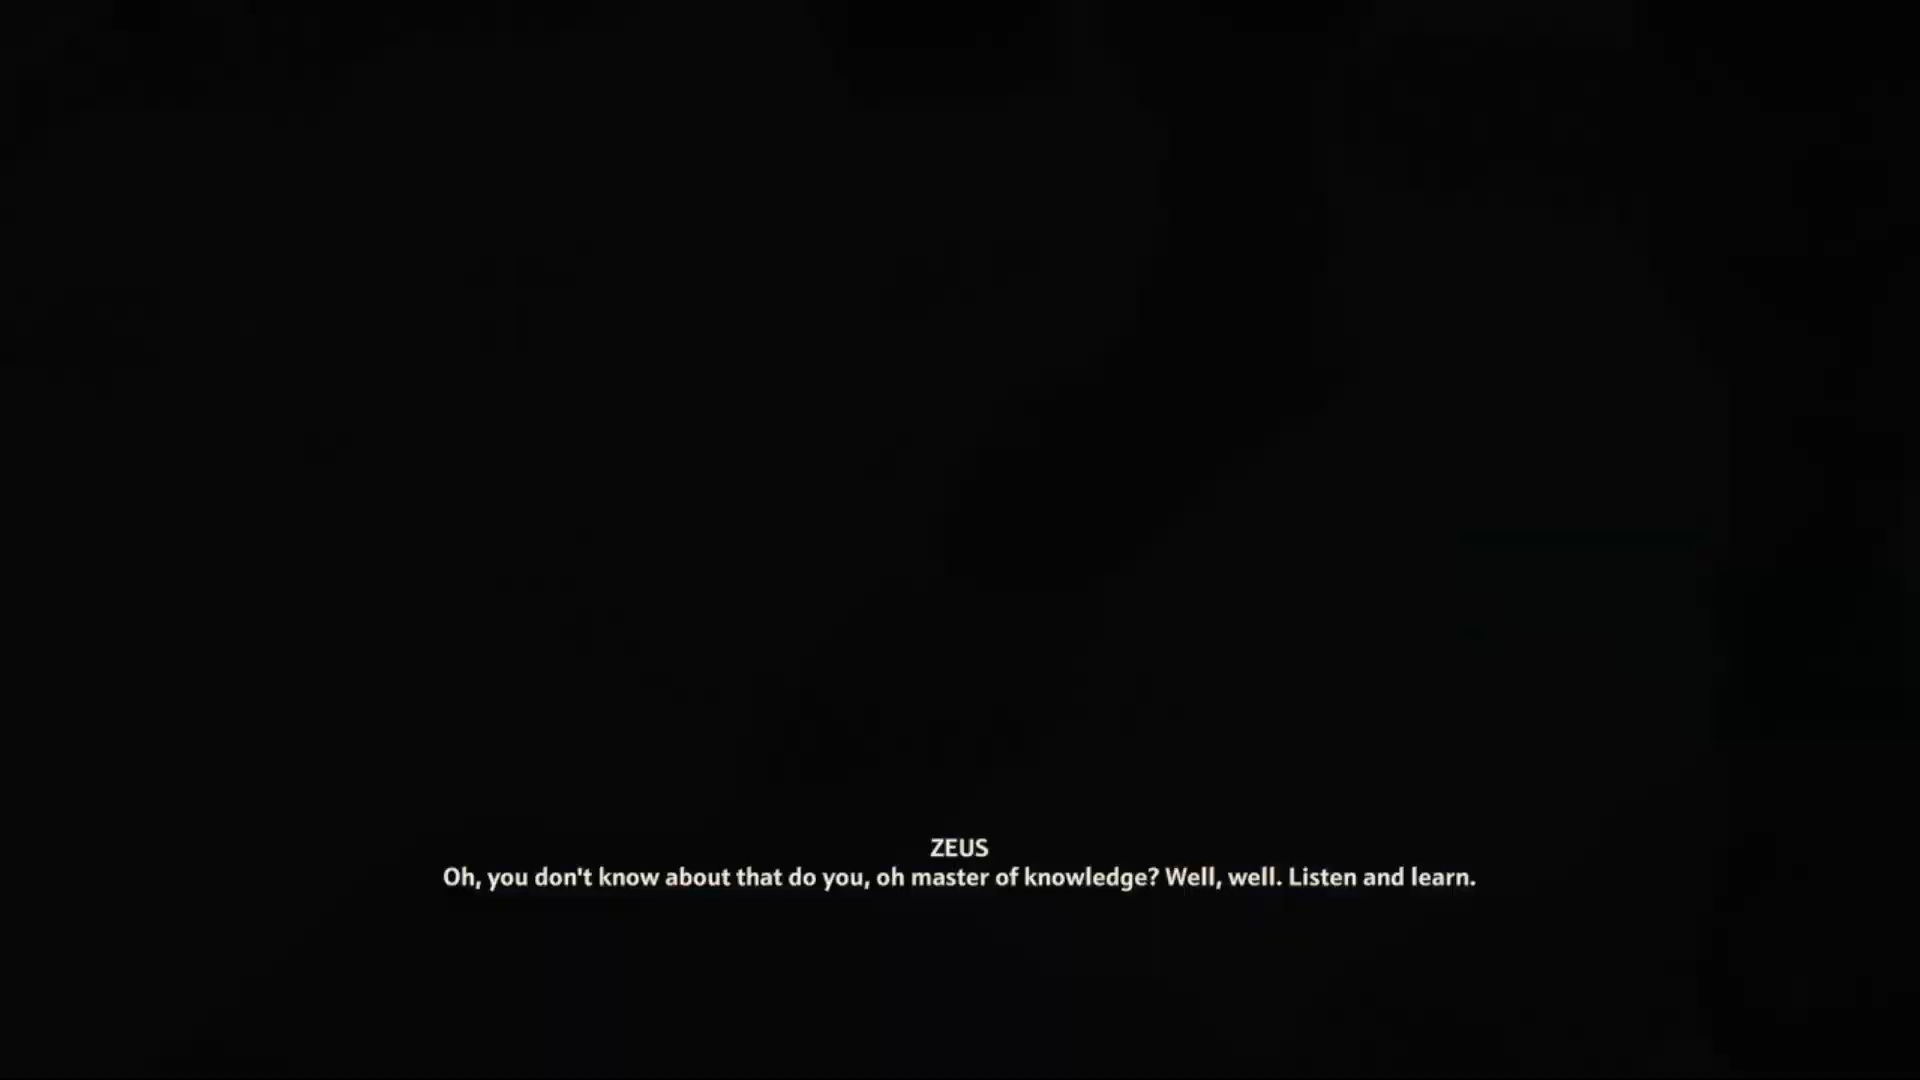 ZEUS
Oh, you don't know about that do you, oh master of knowledge? Well, well. Listen and learn.